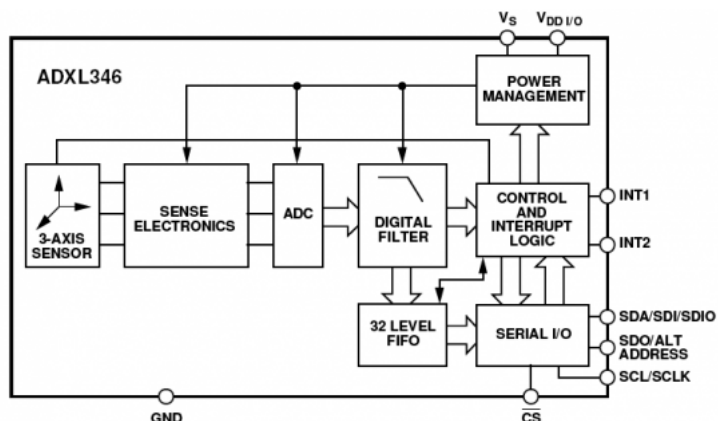 VS
VDD I/O
ADXL346
POWER
MANAGEMENT
3-AXIS
SENSOR
SENSE
ELECTRONICS
ADC
DIGITAL
FILTER
CONTROL
AND
INTERRUPT
LOGIC
INT1
INT2
32 LEVEL
FIFO
SERIAL I/O
SDA/SDI/SDIO
SDO/ALT
ADDRESS
SCL/SCLK
GND
CS